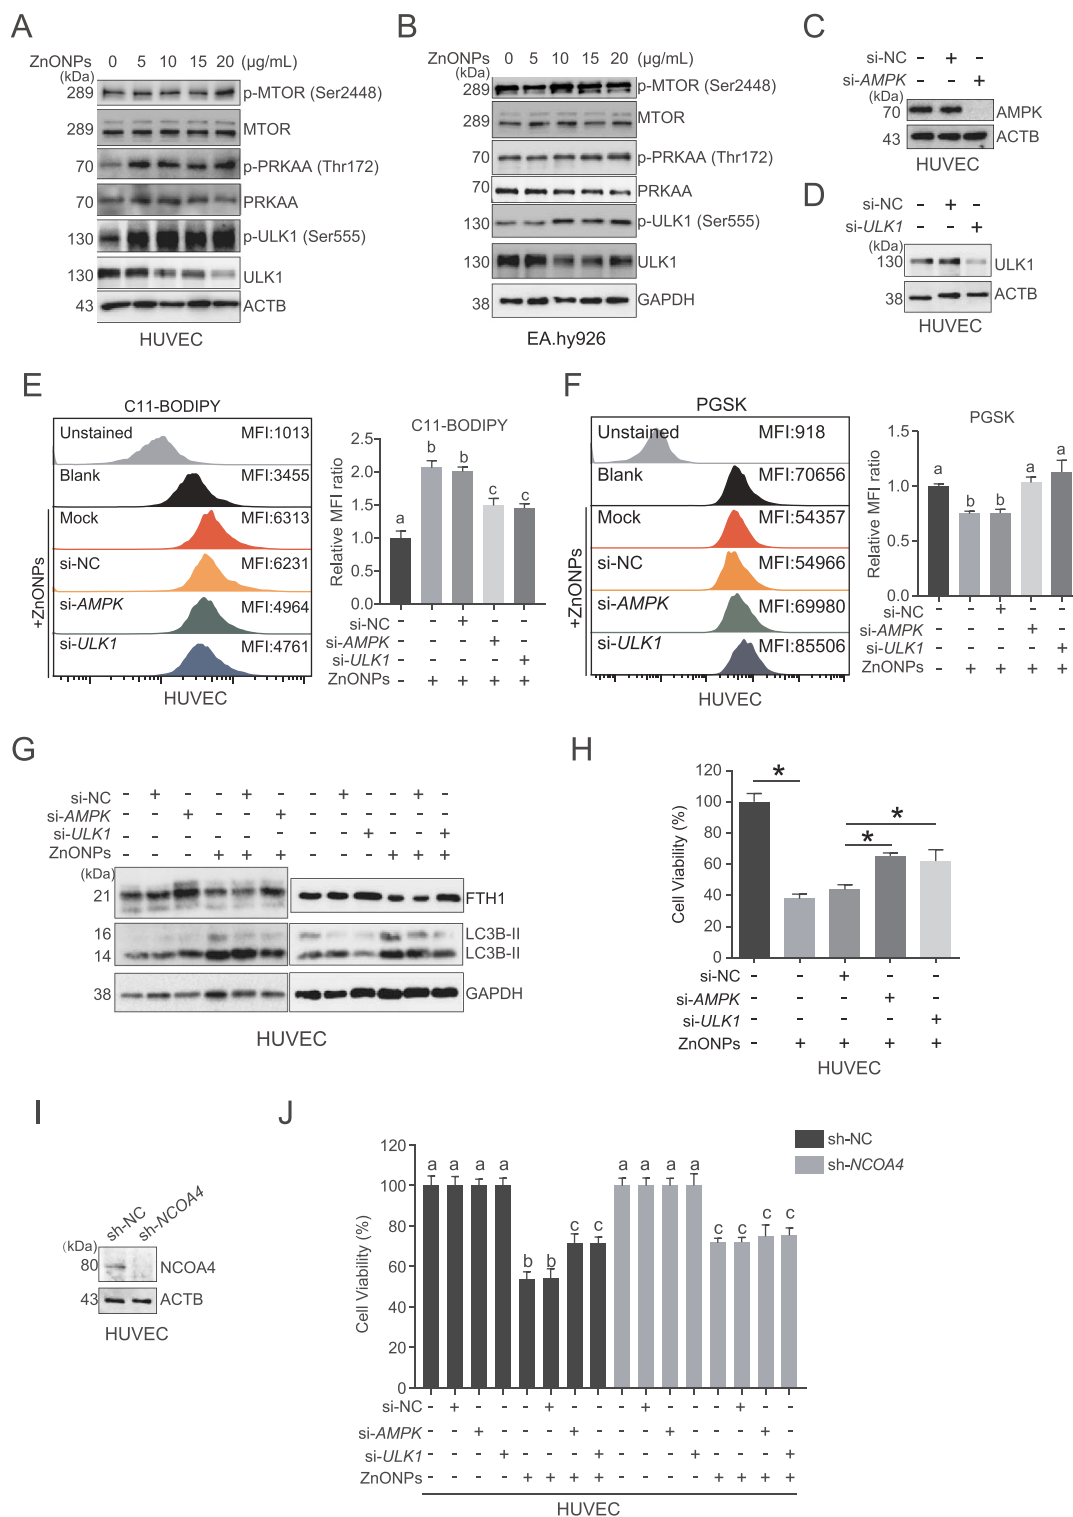 A
ZnONPs 0 5 10 15 20 (µg/mL)
(kDa)
289 p-MTOR (Ser2448)
289 MTOR
70 p-PRKAA (Thr172)
70 PRKAA
130 p-ULK1 (Ser555)
130 ULK1
43 ACTB
HUVEC
B
ZnONPs 0 5 10 15 20 (µg/mL)
(kDa)
289 p-MTOR (Ser2448)
289 MTOR
70 p-PRKAA (Thr172)
70 PRKAA
130 p-ULK1 (Ser555)
130 ULK1
38 GAPDH
EA.hy926
C
si-NC - + -
si-AMPK - - +
(kDa)
70 AMPK
43 ACTB
HUVEC
D
si-NC - + -
si-ULK1 - - +
(kDa)
130 ULK1
38 ACTB
HUVEC
E
C11-BODIPY
Unstained MFI:1013
Blank MFI:3455
Mock MFI:6313
si-NC MFI:6231
si-AMPK MFI:4964
si-ULK1 MFI:4761
+ZnONPs
HUVEC
C11-BODIPY
Relative MFI ratio
2.5
2.0
1.5
1.0
0.5
0.0
a b b c c
si-NC - - + - -
si-AMPK - - - + -
si-ULK1 - - - - +
ZnONPs - + + + +
F
PGSK
Unstained MFI:918
Blank MFI:70656
Mock MFI:54357
si-NC MFI:54966
si-AMPK MFI:69980
si-ULK1 MFI:85506
+ZnONPs
HUVEC
PGSK
Relative MFI ratio
1.5
1.0
0.5
0.0
a b b a a
si-NC - - + - -
si-AMPK - - - + -
si-ULK1 - - - - +
ZnONPs - + + + +
G
si-NC - + - - + - - + - - + -
si-AMPK - - + - - + - - - - - -
si-ULK1 - - - - - - - - + - - +
ZnONPs - - - + + + - - - + + +
(kDa)
21 FTH1
16 LC3B-II
14 LC3B-II
38 GAPDH
HUVEC
H
Cell Viability (%)
120
100
80
60
40
20
0
* * *
si-NC - - + - -
si-AMPK - - - + -
si-ULK1 - - - - +
ZnONPs - + + + +
HUVEC
I
sh-NC sh-NCOA4
(kDa)
80 NCOA4
43 ACTB
HUVEC
J
sh-NC
sh-NCOA4
Cell Viability (%)
120
100
80
60
40
20
0
a a a a b b c c a a a a c c c c
si-NC - + - - - + - - - + - - - + - -
si-AMPK - - + - - - + - - - + - - - + -
si-ULK1 - - - + - - - + - - - + - - - +
ZnONPs - - - - + + + + - - - - + + + +
HUVEC